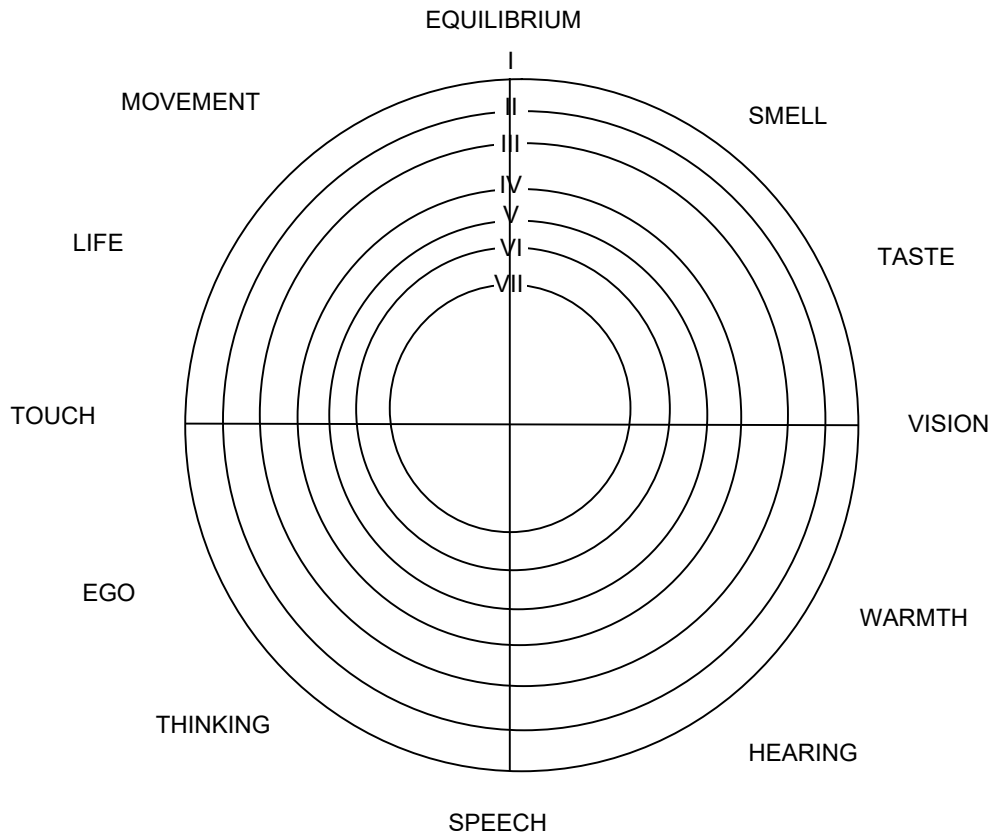 EQUILIBRIUM
I
MOVEMENT
II
SMELL
III
IV
V
LIFE
VI
TASTE
VII
TOUCH
VISION
EGO
WARMTH
THINKING
HEARING
SPEECH